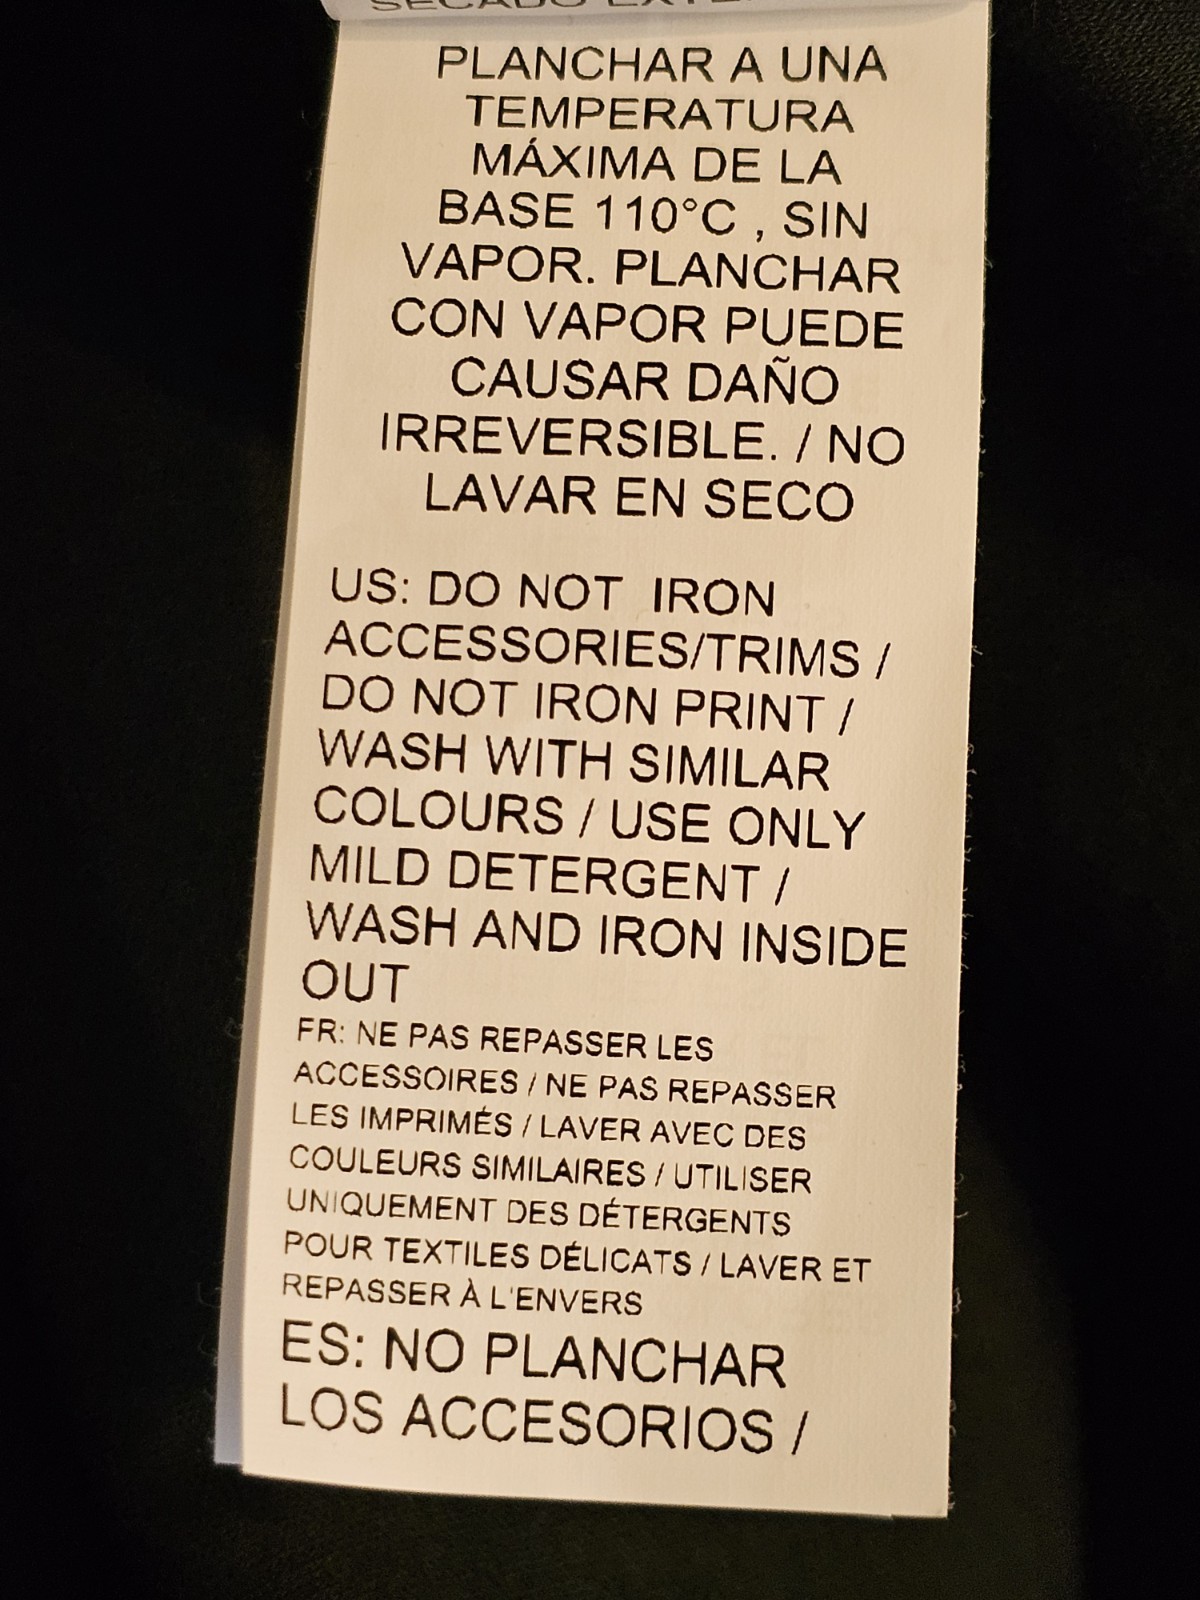 SECADO
PLANCHAR A UNA
TEMPERATURA
MÁXIMA DE LA
BASE 110°C , SIN
VAPOR. PLANCHAR
CON VAPOR PUEDE
CAUSAR DAÑO
IRREVERSIBLE. / NO
LAVAR EN SECO
US: DO NOT IRON
ACCESSORIES/TRIMS /
DO NOT IRON PRINT /
WASH WITH SIMILAR
COLOURS / USE ONLY
MILD DETERGENT /
WASH AND IRON INSIDE
OUT
FR: NE PAS REPASSER LES
ACCESSOIRES / NE PAS REPASSER
LES IMPRIMÉS / LAVER AVEC DES
COULEURS SIMILAIRES / UTILISER
UNIQUEMENT DES DÉTERGENTS
POUR TEXTILES DÉLICATS / LAVER ET
REPASSER À L'ENVERS
ES: NO PLANCHAR
LOS ACCESORIOS /